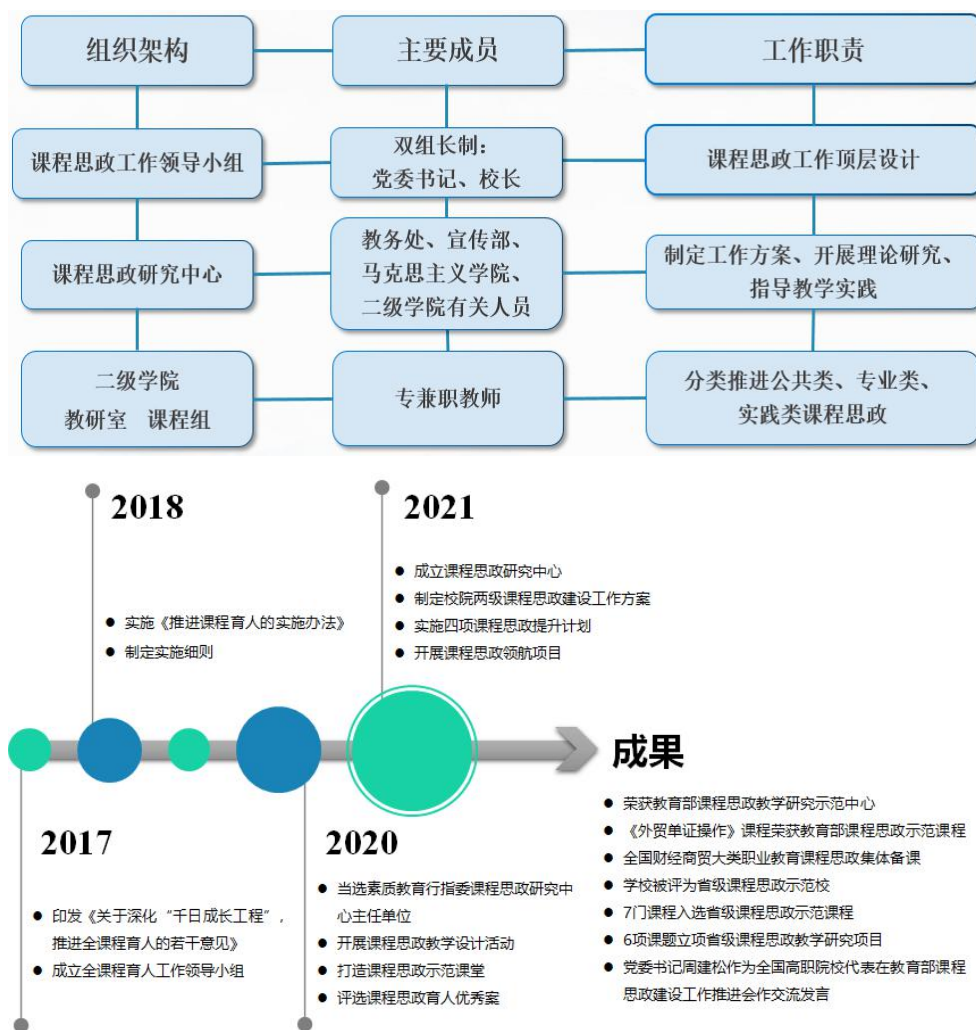 组织架构
主要成员
工作职责
课程思政工作领导小组
双组长制：
党委书记、校长
课程思政工作顶层设计
课程思政研究中心
教务处、宣传部、
马克思主义学院、
二级学院有关人员
制定工作方案、开展理论研究、
指导教学实践
二级学院
教研室 课程组
专兼职教师
分类推进公共类、专业类、
实践类课程思政
2018
● 实施《推进课程育人的实施办法》
● 制定实施细则
2021
● 成立课程思政研究中心
● 制定校院两级课程思政建设工作方案
● 实施四项课程思政提升计划
● 开展课程思政领航项目
2017
● 印发《关于深化“千日成长工程”，
推进全课程育人的若干意见》
● 成立全课程育人工作领导小组
2020
● 当选素质教育行指委课程思政研究中
心主任单位
● 开展课程思政教学设计活动
● 打造课程思政示范课堂
● 评选课程思政育人优秀案
成果
● 荣获教育部课程思政教学研究示范中心
● 《外贸单证操作》课程荣获教育部课程思政示范课程
● 全国财经商贸大类职业教育课程思政集体备课
● 学校被评为省级课程思政示范校
● 7门课程入选省级课程思政示范课程
● 6项课题立项省级课程思政教学研究项目
● 党委书记周建松作为全国高职院校代表在教育部课程
思政建设工作推进会作交流发言